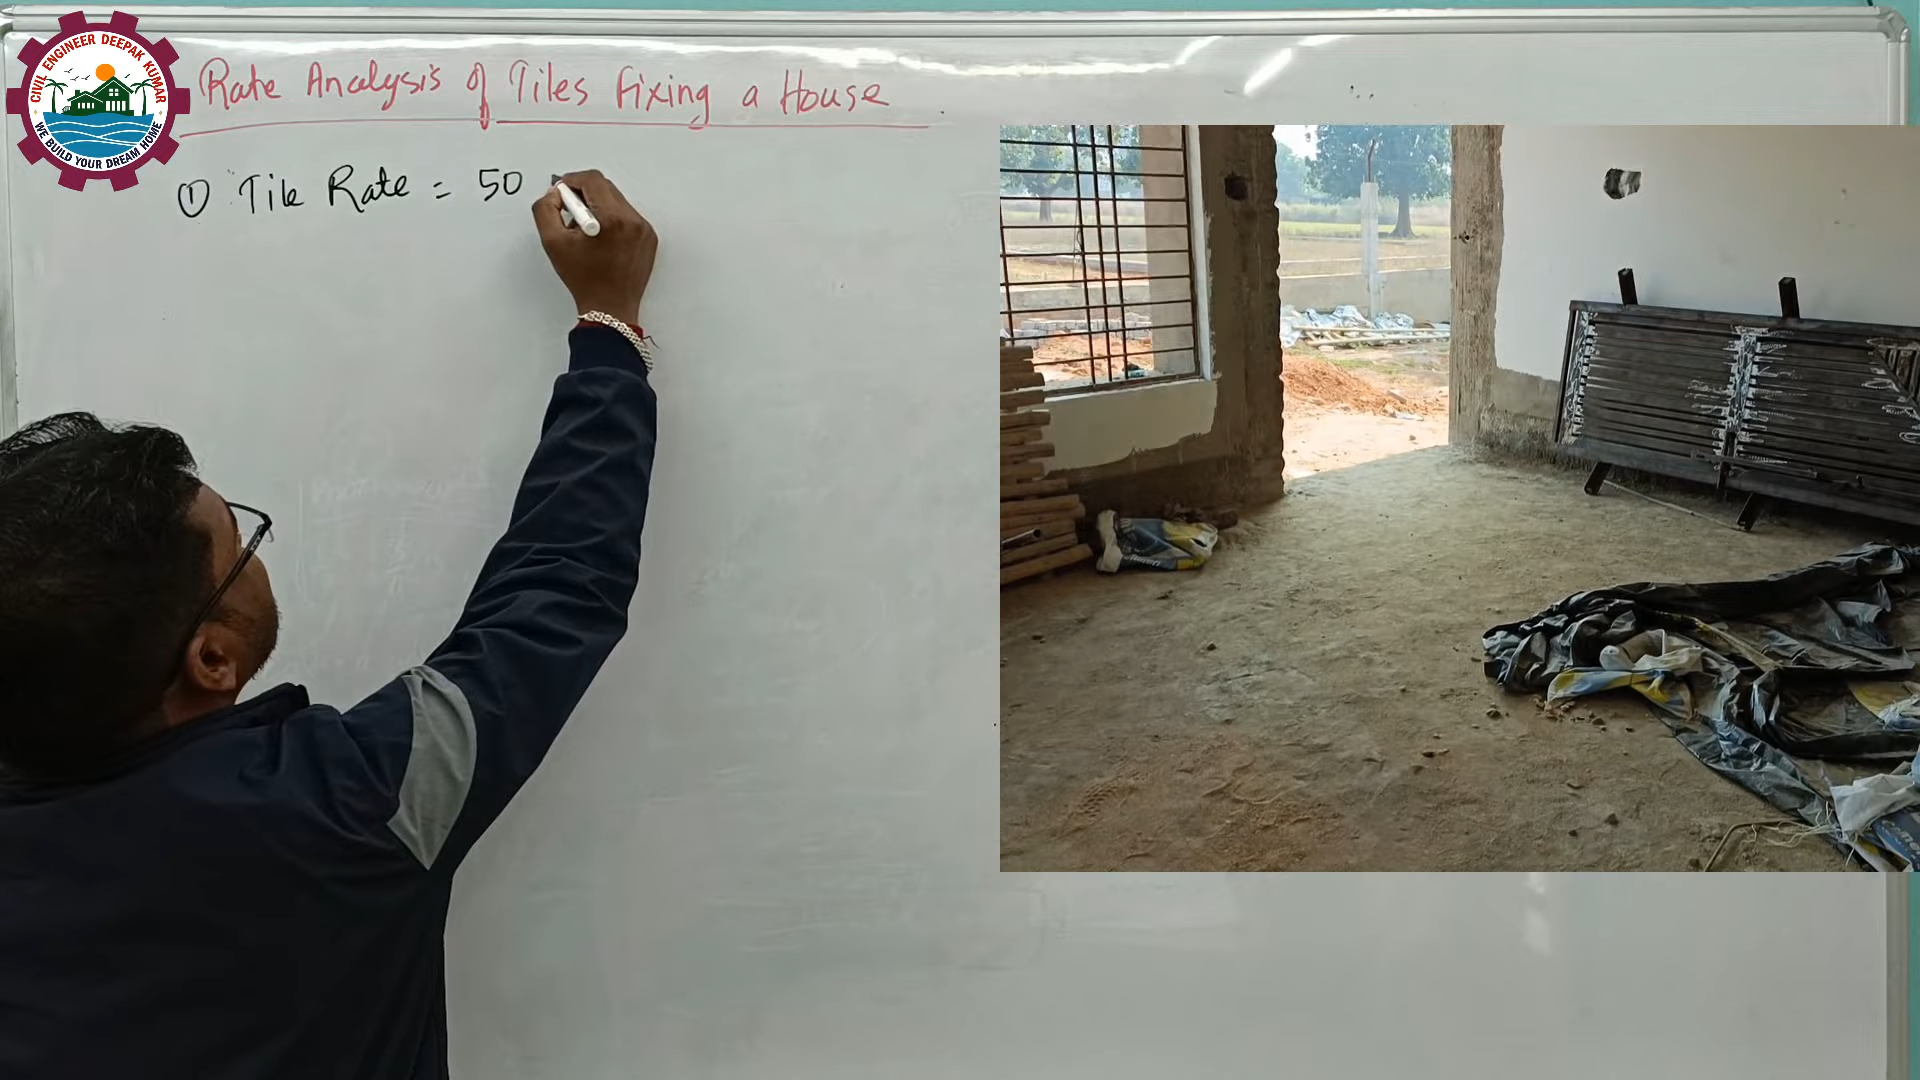 CIVIL ENGINEER DEEPAK KUMAR
WE BUILD YOUR DREAM HOME
Rate Analysis of Tiles Fixing a House
① Tile Rate = 50